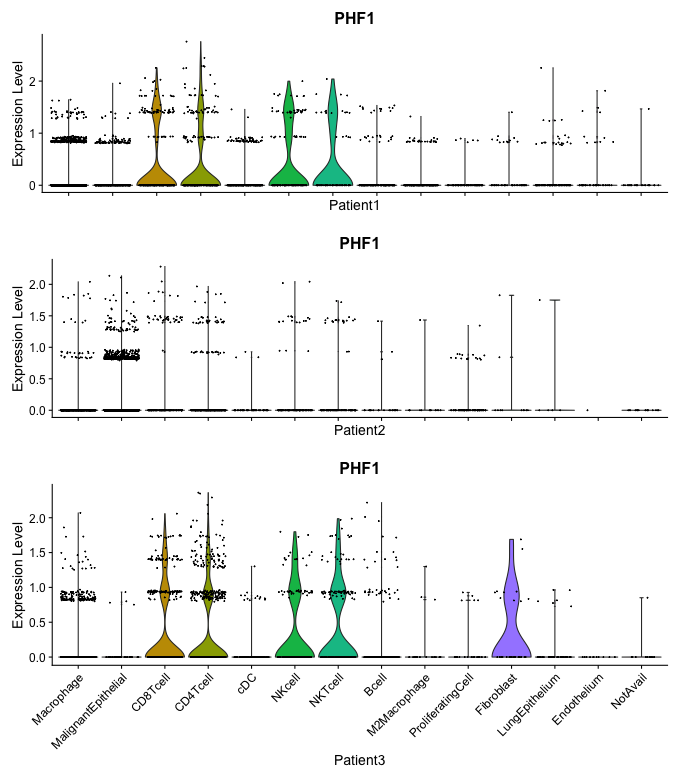 PHF1
Expression Level
2
1
0
Patient1
PHF1
Expression Level
2.0
1.5
1.0
0.5
0.0
Patient2
PHF1
Expression Level
2.0
1.5
1.0
0.5
0.0
Macrophage
MalignantEpithelial
CD8Tcell
CD4Tcell
cDC
NKcell
NKTcell
Bcell
M2Macrophage
ProliferatingCell
Fibroblast
LungEpithelium
Endothelium
NotAvail
Patient3